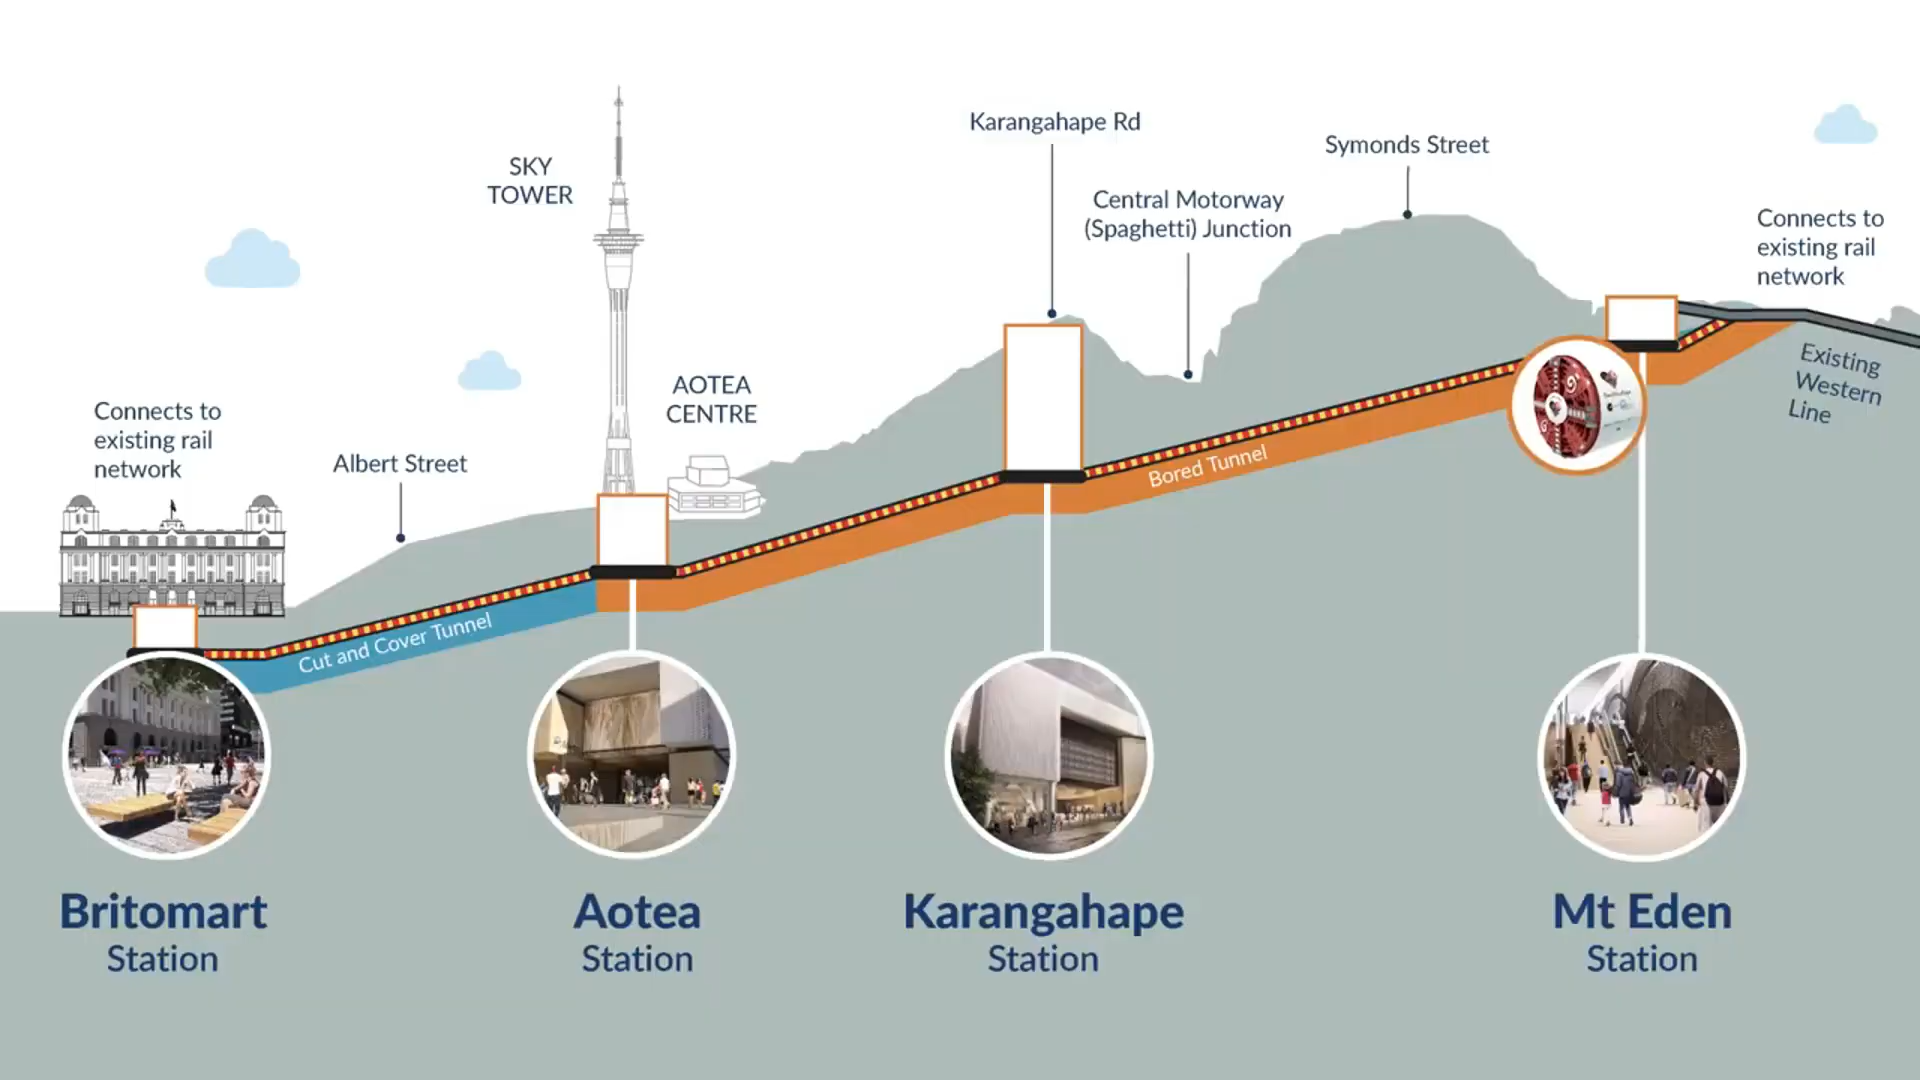 Karangahape Rd
Symonds Street
SKY
TOWER
Central Motorway
(Spaghetti) Junction
Connects to
existing rail
network
AOTEA
CENTRE
Existing
Western
Line
Connects to
existing rail
network
Albert Street
Bored Tunnel
Cut and Cover Tunnel
Britomart
Station
Aotea
Station
Karangahape
Station
Mt Eden
Station